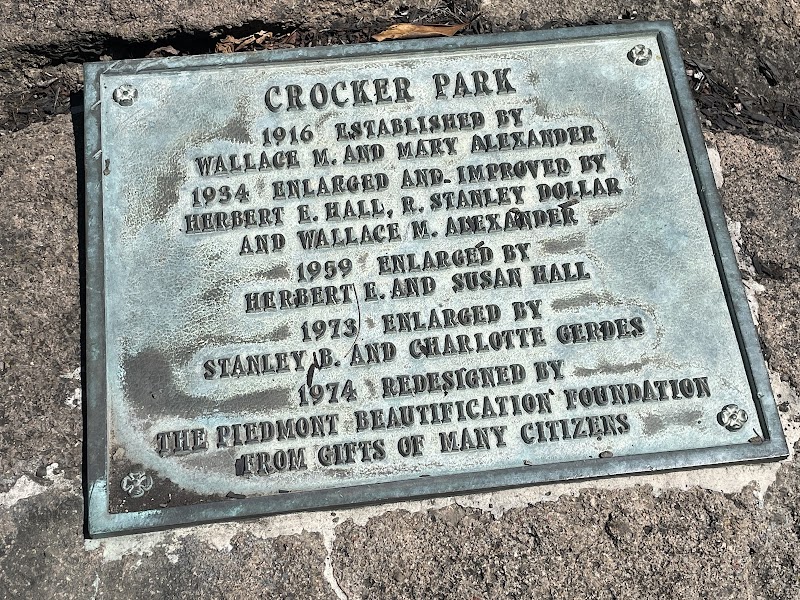 CROCKER PARK
1916 ESTABLISHED BY
WALLACE M. AND MARY ALEXANDER
1934 ENLARGED AND IMPROVED BY
HERBERT E. HALL, R. STANLEY DOLLAR
AND WALLACE M. ALEXANDER
1959 ENLARGED BY
HERBERT E. AND SUSAN HALL
1973 ENLARGED BY
STANLEY B. AND CHARLOTTE GERDES
1974 REDESIGNED BY
THE PIEDMONT BEAUTIFICATION FOUNDATION
FROM GIFTS OF MANY CITIZENS